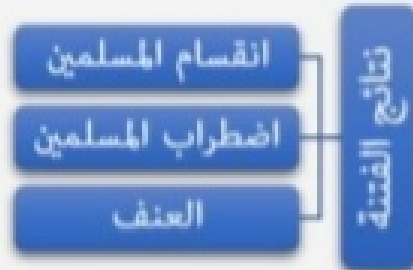 نتائج الفتنة
انقسام المسلمين
اضطراب المسلمين
العنف